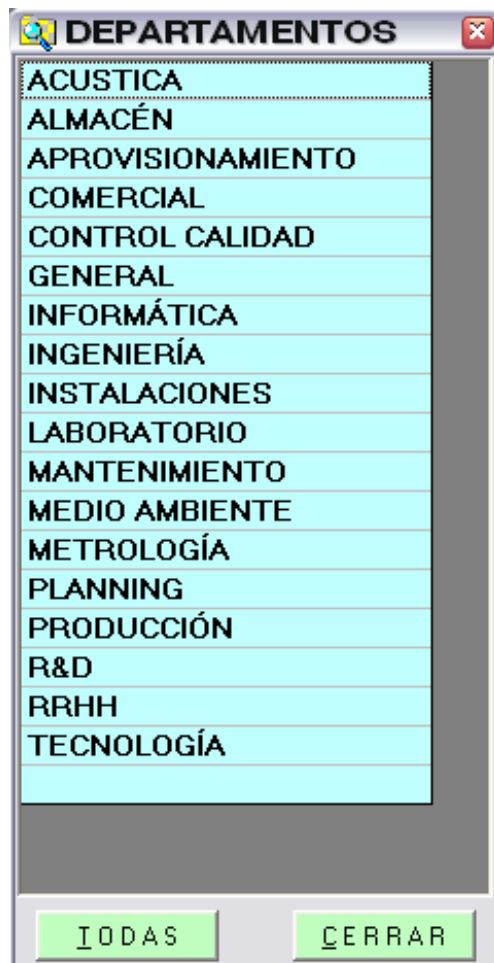 DEPARTAMENTOS
ACUSTICA
ALMACÉN
APROVISIONAMIENTO
COMERCIAL
CONTROL CALIDAD
GENERAL
INFORMÁTICA
INGENIERÍA
INSTALACIONES
LABORATORIO
MANTENIMIENTO
MEDIO AMBIENTE
METROLOGÍA
PLANNING
PRODUCCIÓN
R&D
RRHH
TECNOLOGÍA
TODAS CERRAR